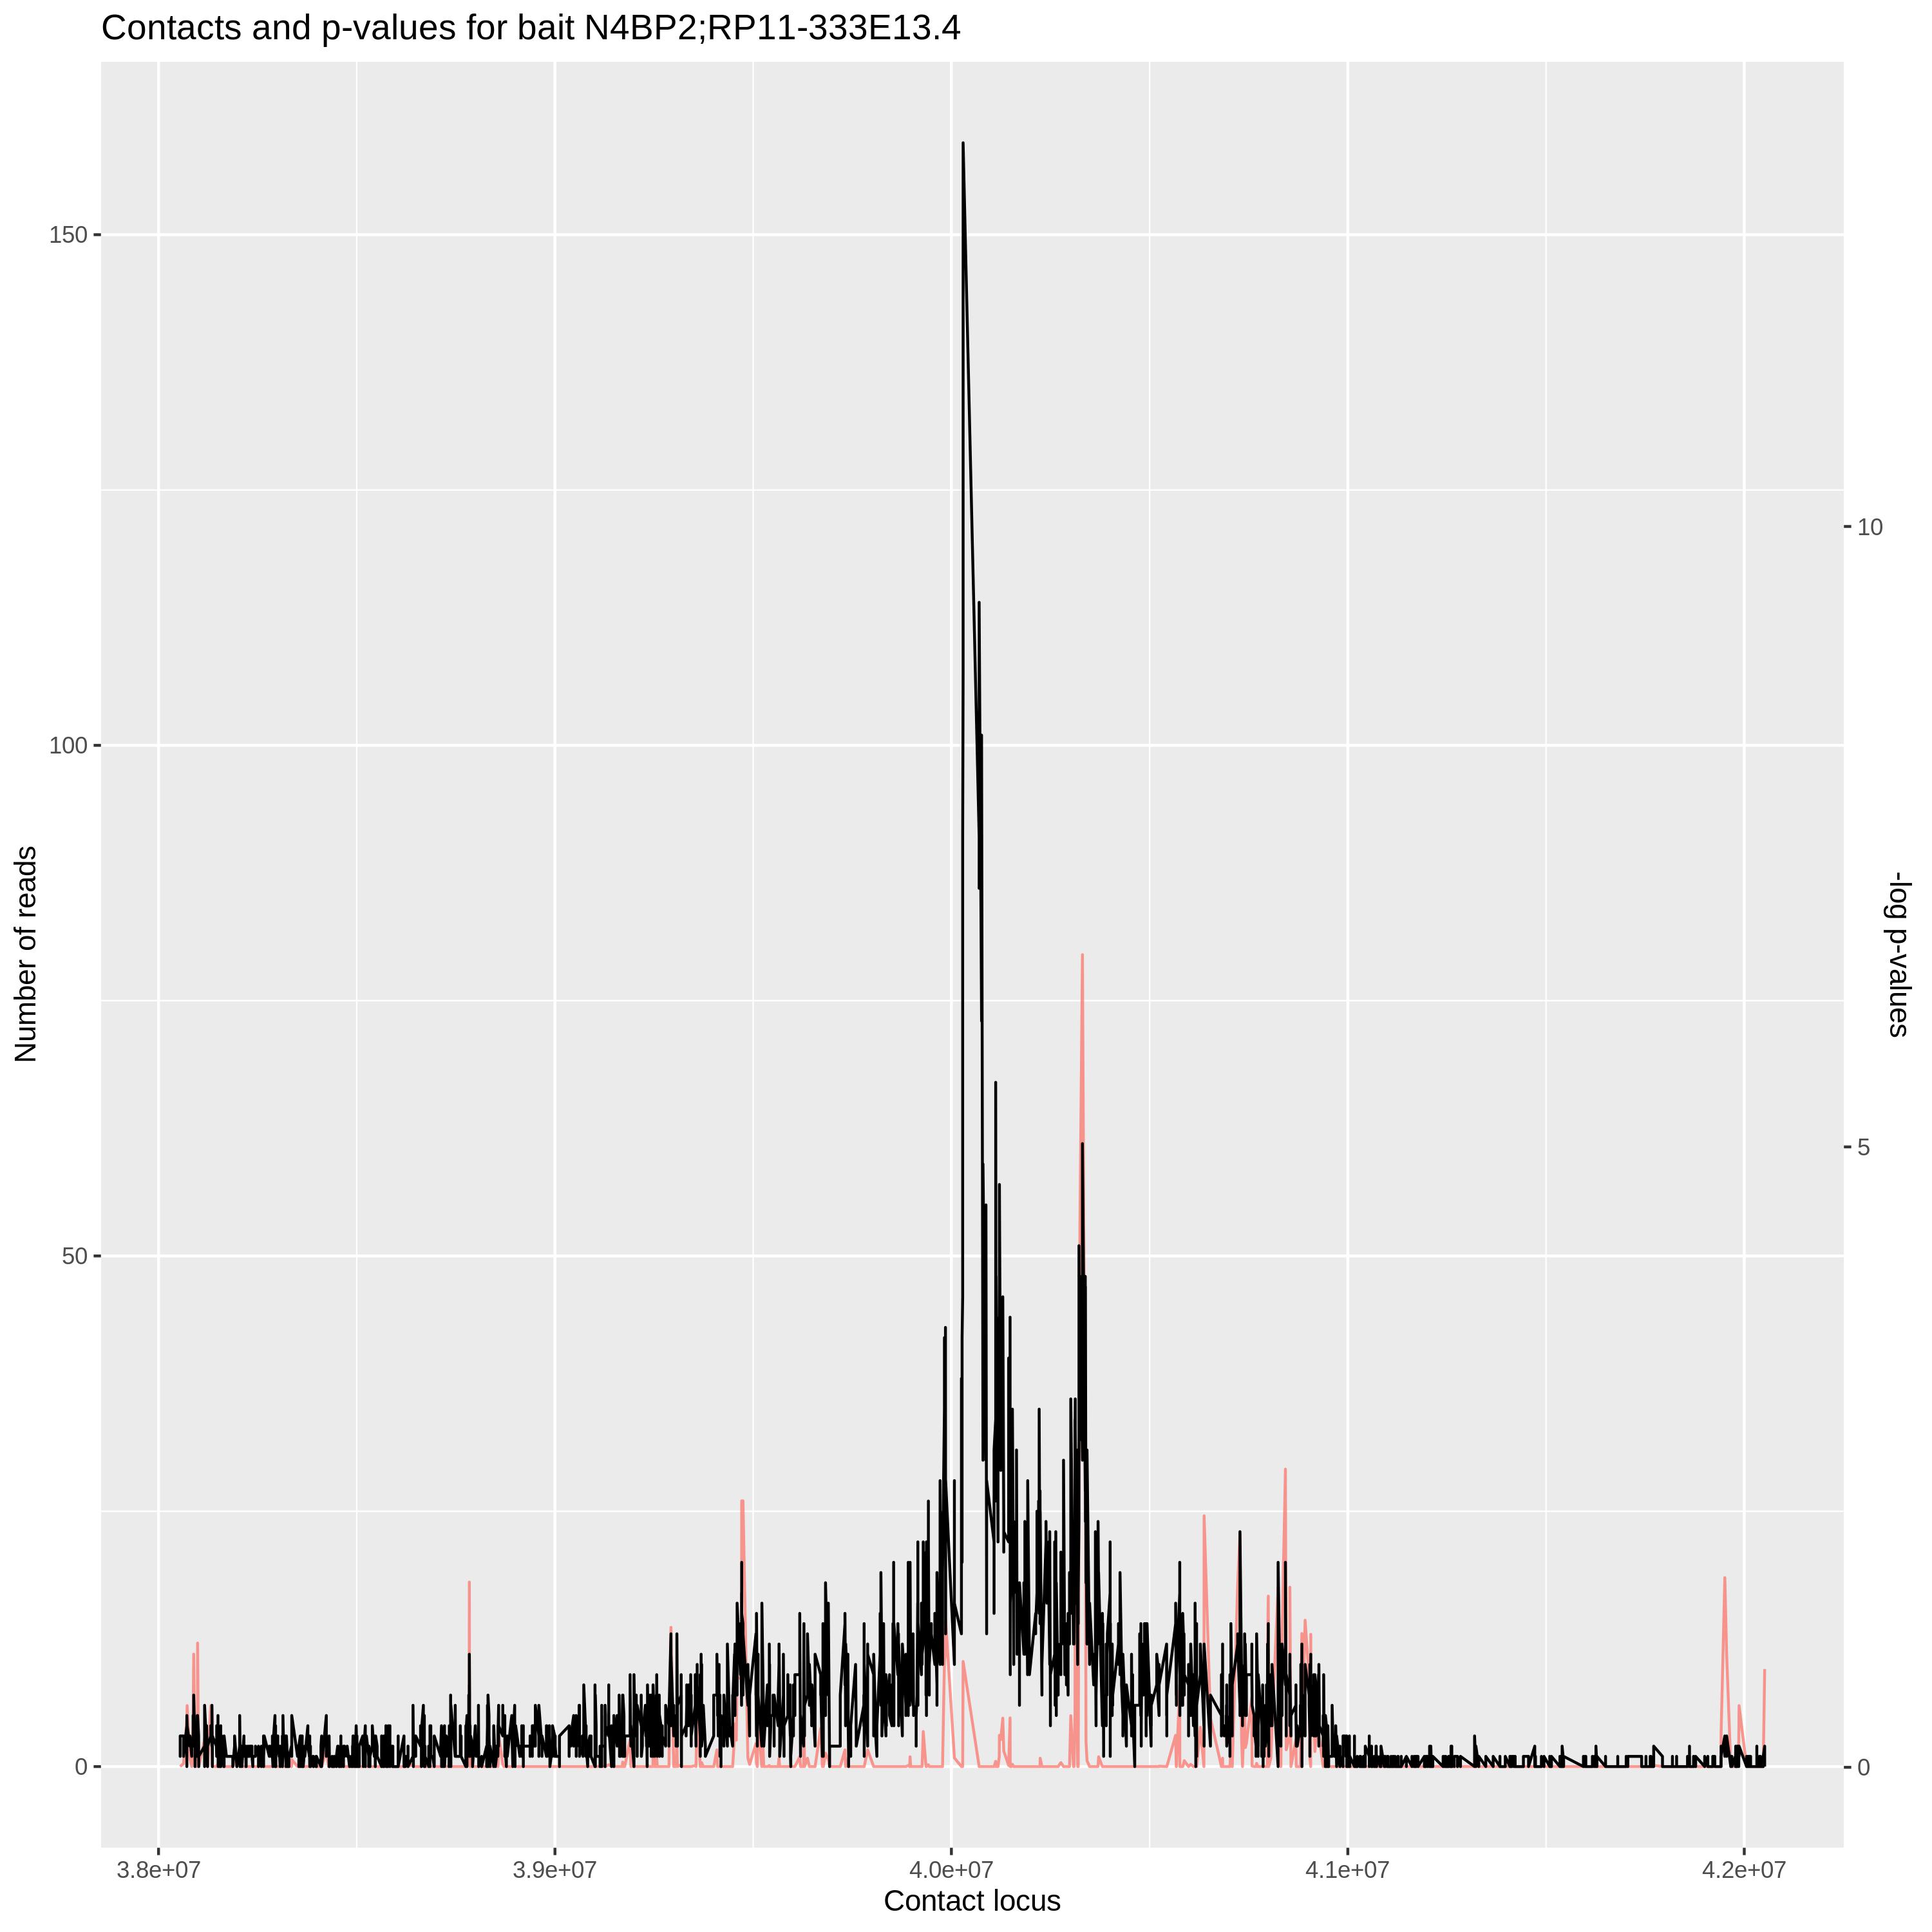 Contacts and p-values for bait N4BP2;RP11-333E13.4
150
100
50
0
Number of reads
10
5
0
-log p-values
3.8e+07
3.9e+07
4.0e+07
4.1e+07
4.2e+07
Contact locus